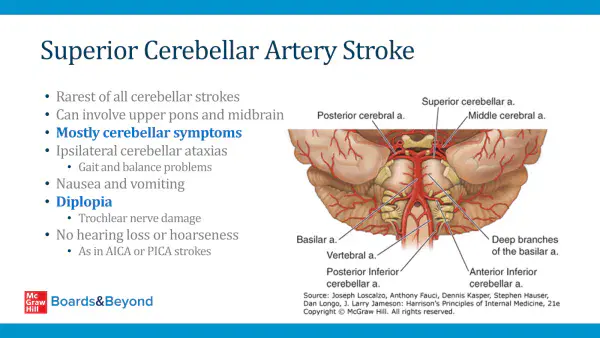 Superior Cerebellar Artery Stroke
• Rarest of all cerebellar strokes
• Can involve upper pons and midbrain
• Mostly cerebellar symptoms
• Ipsilateral cerebellar ataxias
• Gait and balance problems
• Nausea and vomiting
• Diplopia
• Trochlear nerve damage
• No hearing loss or hoarseness
• As in AICA or PICA strokes
Superior cerebellar a.
Posterior cerebral a.
Middle cerebral a.
Basilar a.
Vertebral a.
Posterior Inferior
cerebellar a.
Deep branches
of the basilar a.
Anterior Inferior
cerebellar a.
Source: Joseph Loscalzo, Anthony Fauci, Dennis Kasper, Stephen Hauser,
Dan Longo, J. Larry Jameson: Harrison's Principles of Internal Medicine, 21e
Copyright © McGraw Hill. All rights reserved.
Mc
Graw
Hill
Boards&Beyond